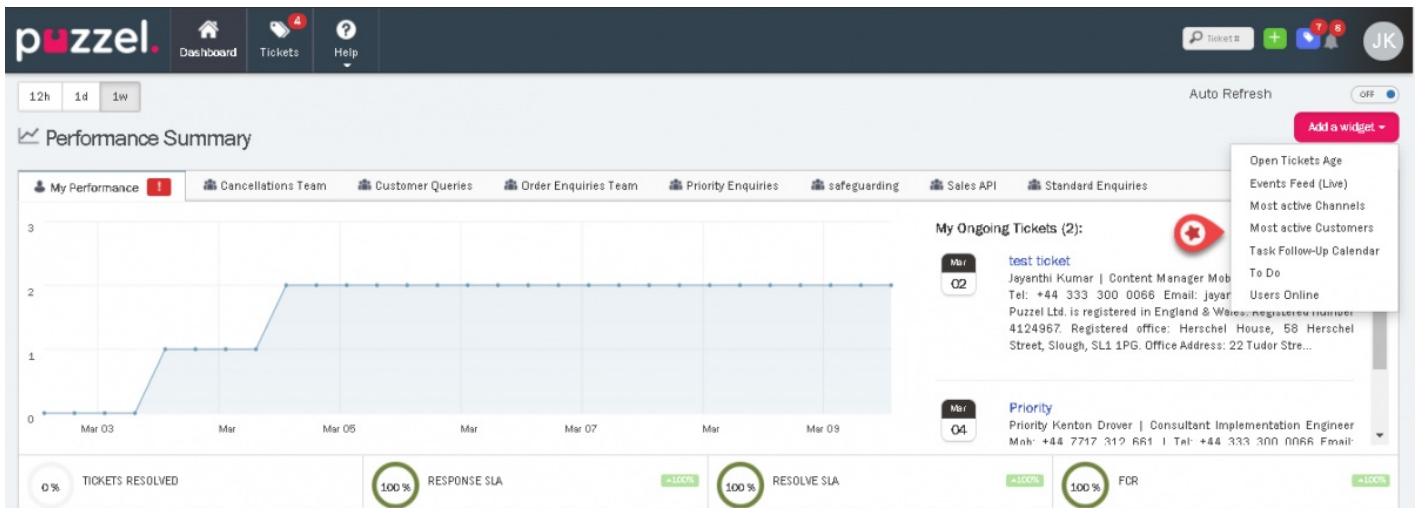 puzzel.
Dashboard
Tickets
4
Help
Ticket #
7
8
JK
12h 1d 1w
Auto Refresh
OFF
Performance Summary
Add a widget
Open Tickets Age
Events Feed (Live)
Most active Channels
Most active Customers
Task Follow-Up Calendar
To Do
Users Online
My Performance ! Cancellations Team Customer Queries Order Enquiries Team Priority Enquiries safeguarding Sales API Standard Enquiries
3
2
1
0
Mar 03 Mar Mar 05 Mar Mar 07 Mar Mar 09
My Ongoing Tickets (2):
Mar
02
test ticket
Jayanthi Kumar | Content Manager Mob
Tel: +44 333 300 0066 Email: jayan
Puzzel Ltd. is registered in England & Wales. Registered number
4124967. Registered office: Herschel House, 58 Herschel
Street, Slough, SL1 1PG. Office Address: 22 Tudor Stre...
Mar
04
Priority
Priority Kenton Drover | Consultant Implementation Engineer
Mob: +44 7717 312 661 | Tel: +44 333 300 0066 Email:
0 % TICKETS RESOLVED
100 % RESPONSE SLA +100%
100 % RESOLVE SLA +100%
100 % FCR +100%